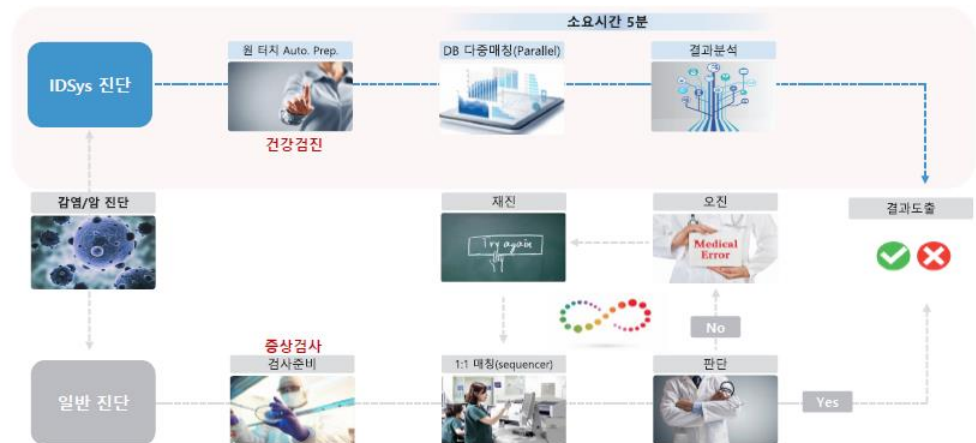 소요시간 5분
원 터치 Auto. Prep.
DB 다중매칭(Parallel)
결과분석
IDSys 진단
건강검진
감염/암 진단
재진
오진
결과도출
Try again
Medical
Error
No
증상검사
검사준비
1:1 매칭(sequencer)
판단
일반 진단
Yes